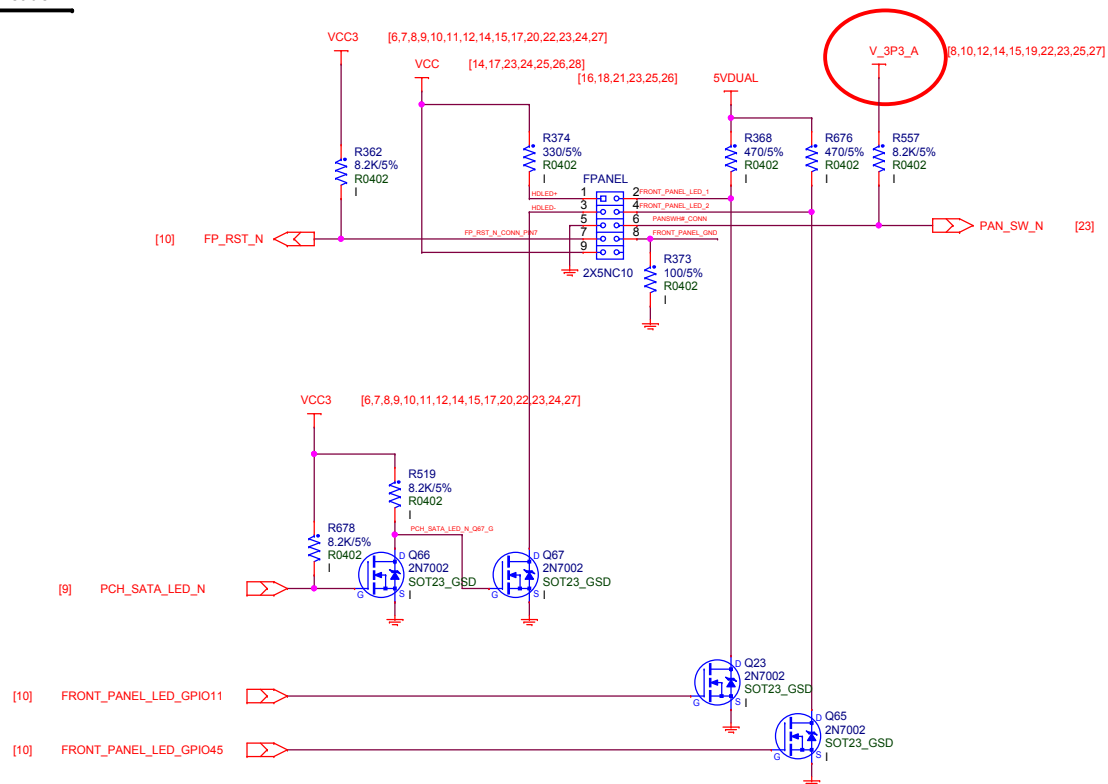 VCC3 [6,7,8,9,10,11,12,14,15,17,20,22,23,24,27]
VCC [14,17,23,24,25,26,28]
[16,18,21,23,25,26] 5VDUAL
V_3P3_A [8,10,12,14,15,19,22,23,25,27]
R362
8.2K/5%
R0402
I
R374
330/5%
R0402
I
R368
470/5%
R0402
I
R676
470/5%
R0402
I
R557
8.2K/5%
R0402
I
FPANEL
HDLED+ 1 2 FRONT_PANEL_LED_1
HDLED- 3 4 FRONT_PANEL_LED_2
5 6 PANSWH#_CONN
FP_RST_N_CONN_PIN7 7 8 FRONT_PANEL_GND
9
2X5NC10
[10] FP_RST_N
PAN_SW_N [23]
R373
100/5%
R0402
I
VCC3 [6,7,8,9,10,11,12,14,15,17,20,22,23,24,27]
R519
8.2K/5%
R0402
I
PCH_SATA_LED_N_Q67_G
R678
8.2K/5%
R0402
I
D Q66
2N7002
SOT23_GSD
G S I
D Q67
2N7002
SOT23_GSD
G S I
[9] PCH_SATA_LED_N
D Q23
2N7002
SOT23_GSD
G S I
[10] FRONT_PANEL_LED_GPIO11
D Q65
2N7002
SOT23_GSD
G S I
[10] FRONT_PANEL_LED_GPIO45